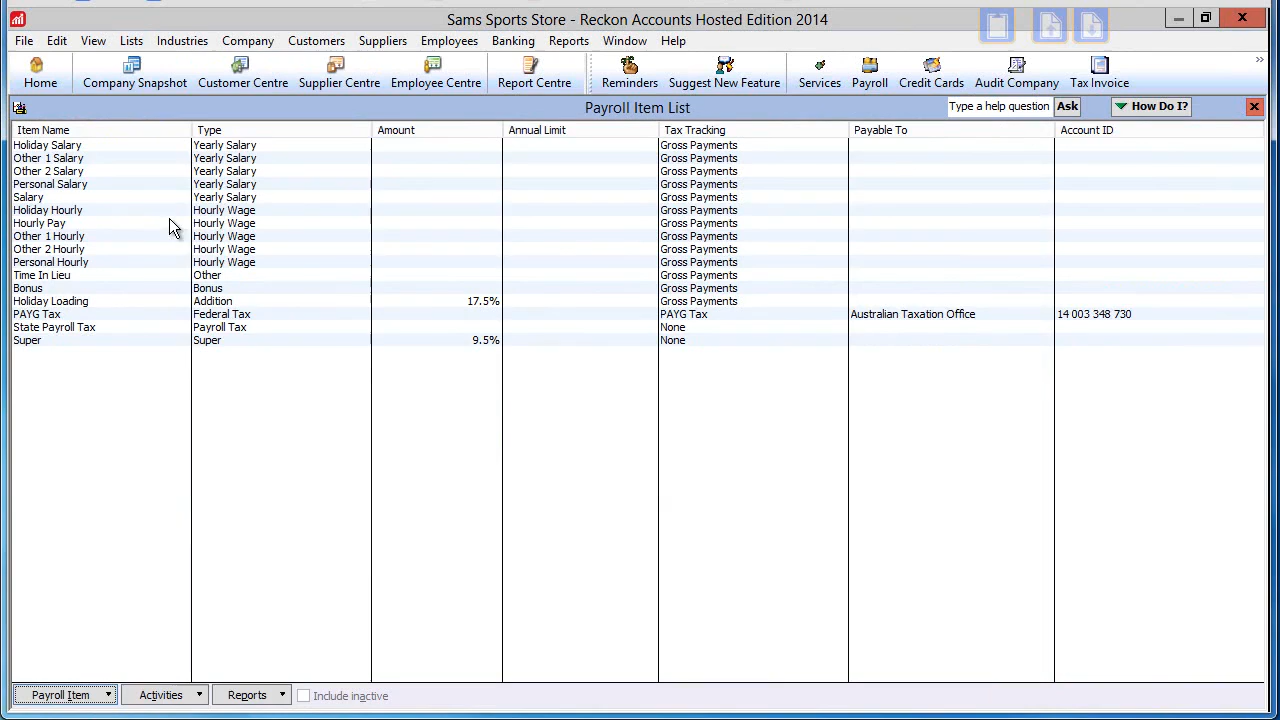 Sams Sports Store - Reckon Accounts Hosted Edition 2014
File Edit View Lists Industries Company Customers Suppliers Employees Banking Reports Window Help
Home Company Snapshot Customer Centre Supplier Centre Employee Centre Report Centre Reminders Suggest New Feature Services Payroll Credit Cards Audit Company Tax Invoice »
Payroll Item List Type a help question Ask How Do I?
Item Name Type Amount Annual Limit Tax Tracking Payable To Account ID
Holiday Salary Yearly Salary Gross Payments
Other 1 Salary Yearly Salary Gross Payments
Other 2 Salary Yearly Salary Gross Payments
Personal Salary Yearly Salary Gross Payments
Salary Yearly Salary Gross Payments
Holiday Hourly Hourly Wage Gross Payments
Hourly Pay Hourly Wage Gross Payments
Other 1 Hourly Hourly Wage Gross Payments
Other 2 Hourly Hourly Wage Gross Payments
Personal Hourly Hourly Wage Gross Payments
Time In Lieu Other Gross Payments
Bonus Bonus Gross Payments
Holiday Loading Addition 17.5% Gross Payments
PAYG Tax Federal Tax PAYG Tax Australian Taxation Office 14 003 348 730
State Payroll Tax Payroll Tax None
Super Super 9.5% None
Payroll Item Activities Reports Include inactive